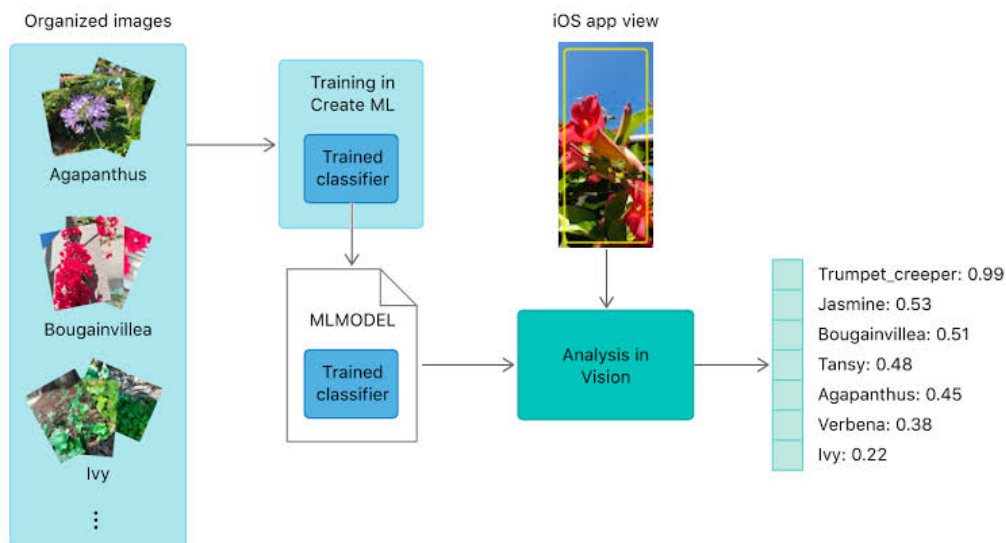 Organized images
Agapanthus
Bougainvillea
Ivy
Training in
Create ML
Trained
classifier
MLMODEL
Trained
classifier
iOS app view
Analysis in
Vision
Trumpet_creeper: 0.99
Jasmine: 0.53
Bougainvillea: 0.51
Tansy: 0.48
Agapanthus: 0.45
Verbena: 0.38
Ivy: 0.22